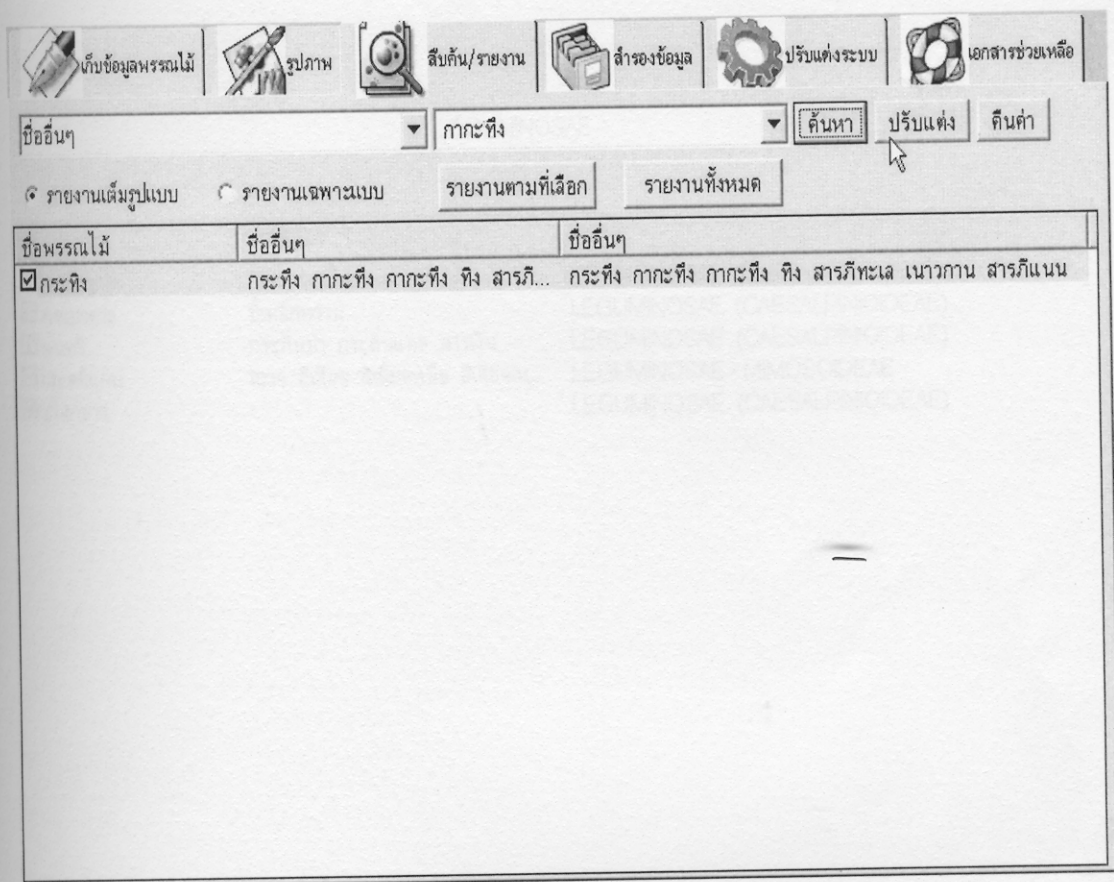 เก็บข้อมูลพรรณไม้ รูปภาพ สืบค้น/รายงาน สำรองข้อมูล ปรับแต่งระบบ เอกสารช่วยเหลือ
ชื่ออื่นๆ กากะทึง ค้นหา ปรับแต่ง คืนค่า
รายงานเต็มรูปแบบ รายงานเฉพาะแบบ รายงานตามที่เลือก รายงานทั้งหมด
ชื่อพรรณไม้ ชื่ออื่นๆ ชื่ออื่นๆ
กระทิง กระทึง กากะทึง กากะทึง ทิง สารภี... กระทึง กากะทึง กากะทึง ทิง สารภีทะเล เนาวกาน สารภีแนน